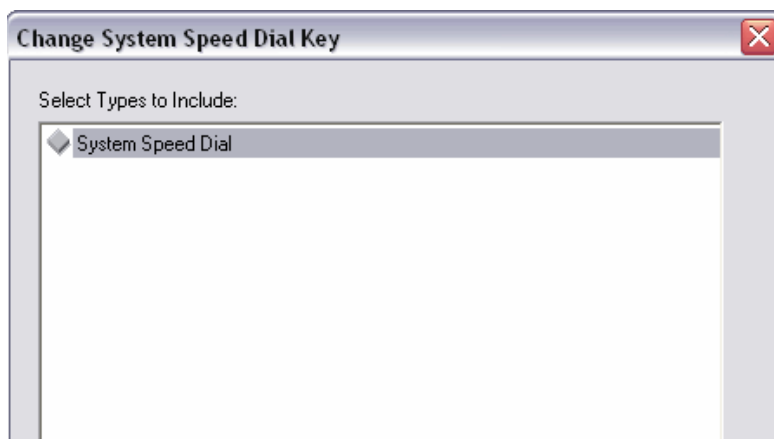 Change System Speed Dial Key
Select Types to Include:
System Speed Dial